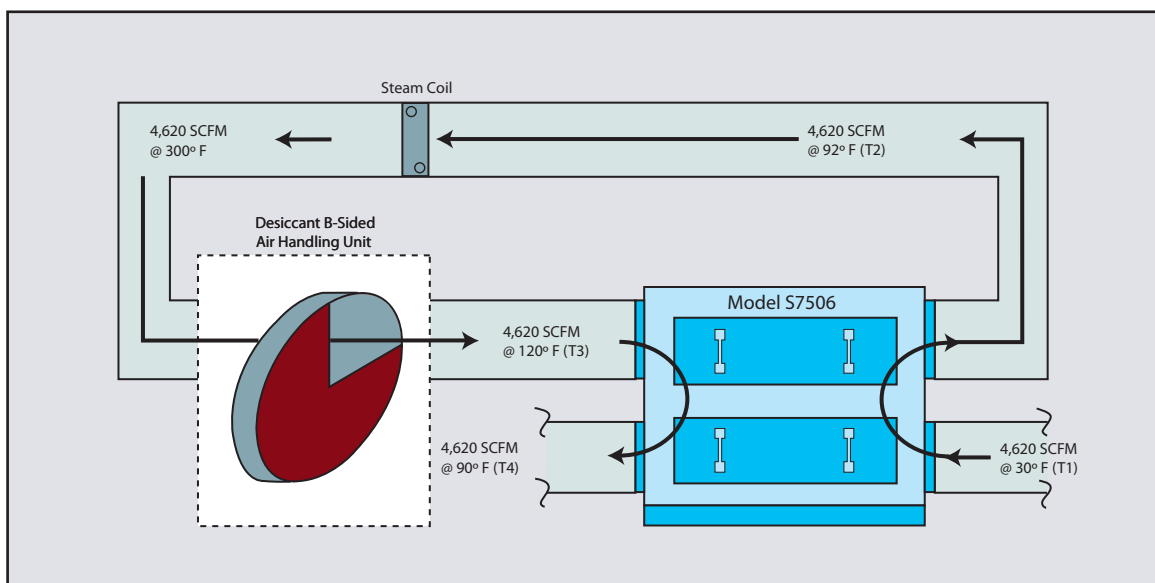 Steam Coil
4,620 SCFM
@ 300º F
4,620 SCFM
@ 92º F (T2)
Desiccant B-Sided
Air Handling Unit
Model S7506
4,620 SCFM
@ 120º F (T3)
4,620 SCFM
@ 90º F (T4)
4,620 SCFM
@ 30º F (T1)